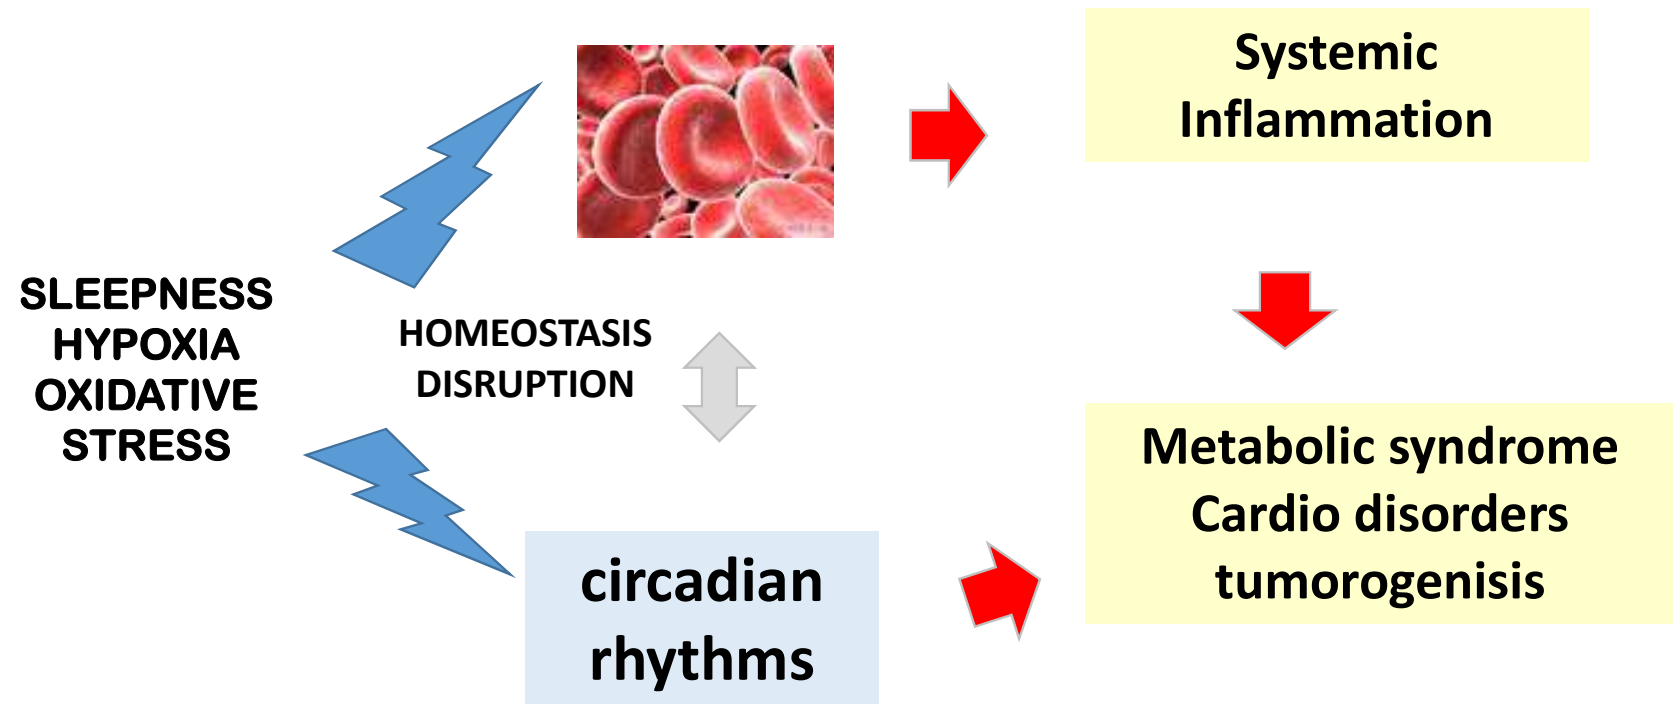 SLEEPNESS
HYPOXIA
OXIDATIVE
STRESS
HOMEOSTASIS
DISRUPTION
circadian
rhythms
Systemic
Inflammation
Metabolic syndrome
Cardio disorders
tumorogenisis